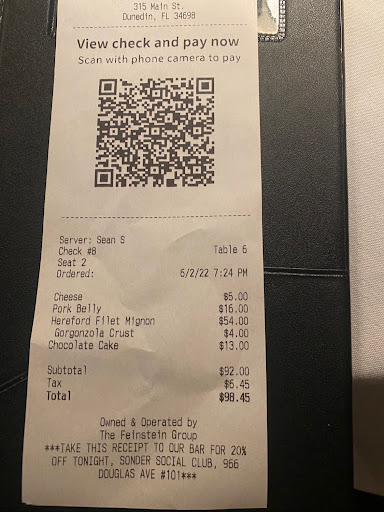 315 Main St.
Dunedin, FL 34698
View check and pay now
Scan with phone camera to pay
Server: Sean S
Check #8 Table 6
Seat 2
Ordered: 6/2/22 7:24 PM
Cheese $5.00
Pork Belly $16.00
Hereford Filet Mignon $54.00
Gorgonzola Crust $4.00
Chocolate Cake $13.00
Subtotal $92.00
Tax $6.45
Total $98.45
Owned & Operated by
The Feinstein Group
***TAKE THIS RECEIPT TO OUR BAR FOR 20%
OFF TONIGHT, SONDER SOCIAL CLUB, 966
DOUGLAS AVE #101***